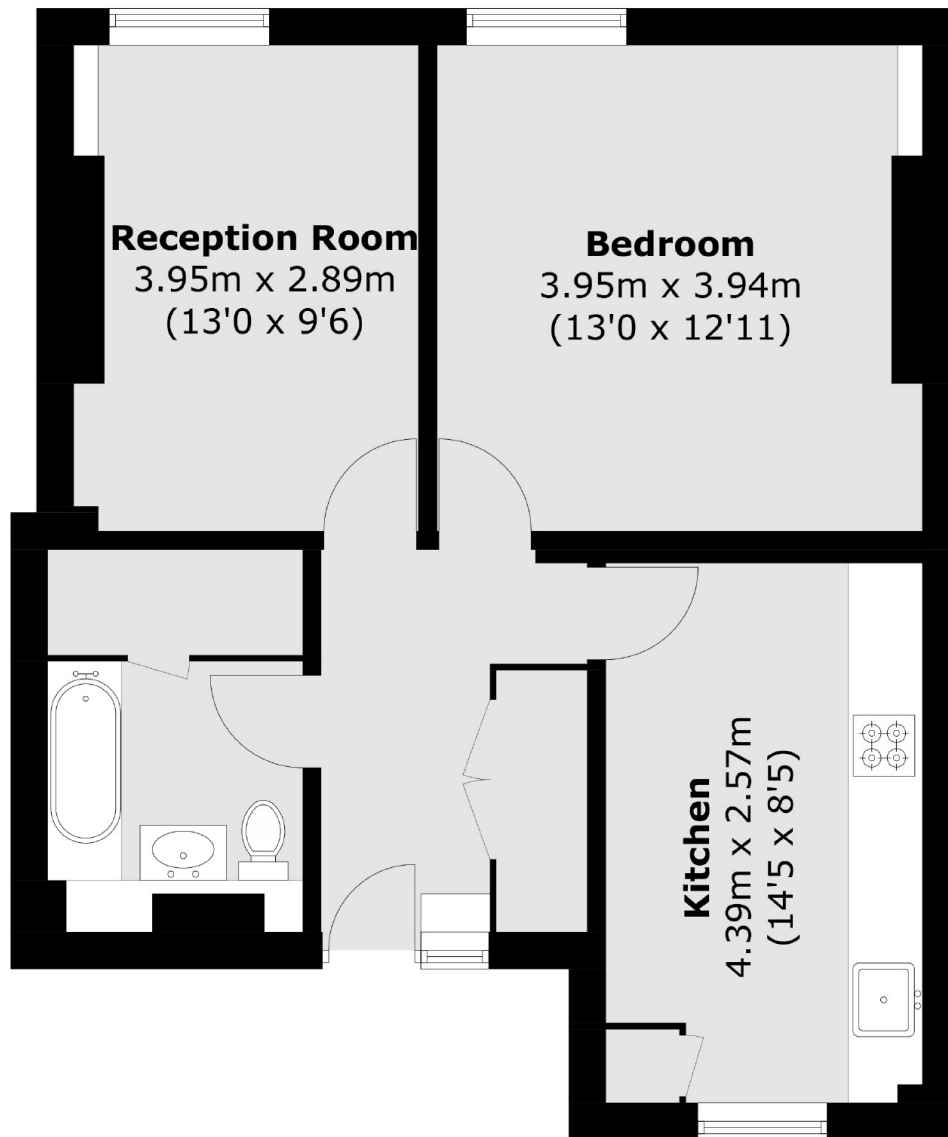 Reception Room
3.95m x 2.89m
(13'0 x 9'6)
Bedroom
3.95m x 3.94m
(13'0 x 12'11)
Kitchen
4.39m x 2.57m
(14'5 x 8'5)